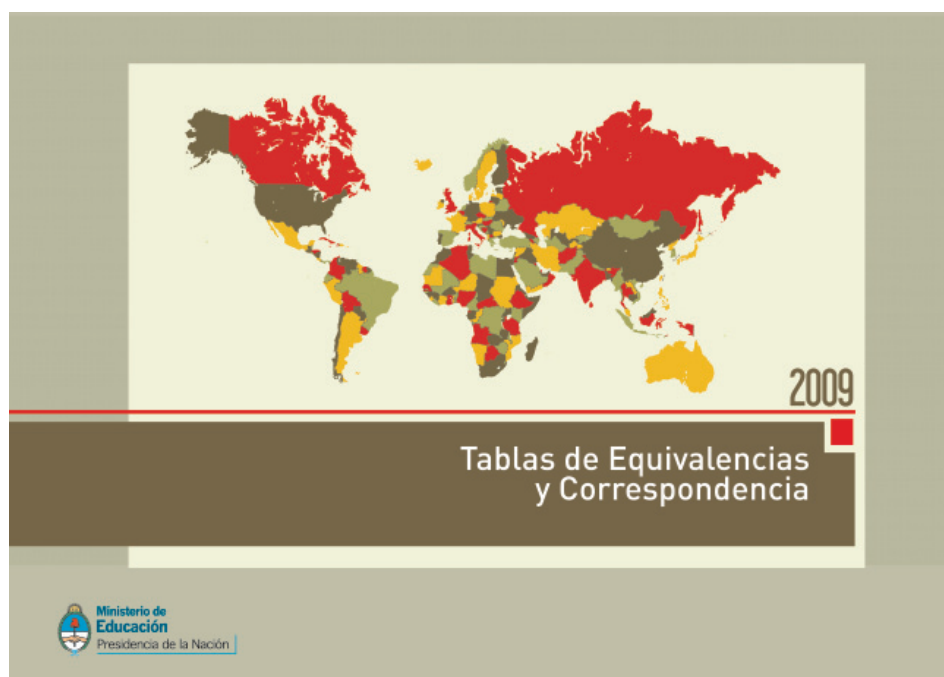 2009
Tablas de Equivalencias
y Correspondencia
Ministerio de
Educación
Presidencia de la Nación